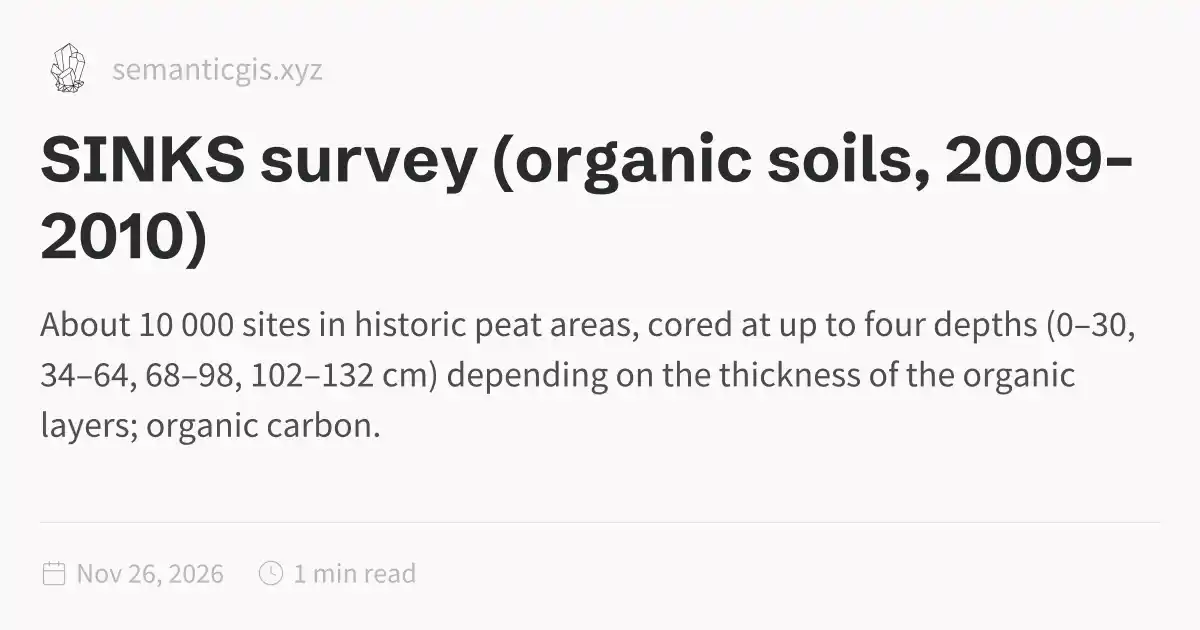 semanticgis.xyz
SINKS survey (organic soils, 2009–
2010)
About 10 000 sites in historic peat areas, cored at up to four depths (0–30,
34–64, 68–98, 102–132 cm) depending on the thickness of the organic
layers; organic carbon.
Nov 26, 2026 1 min read